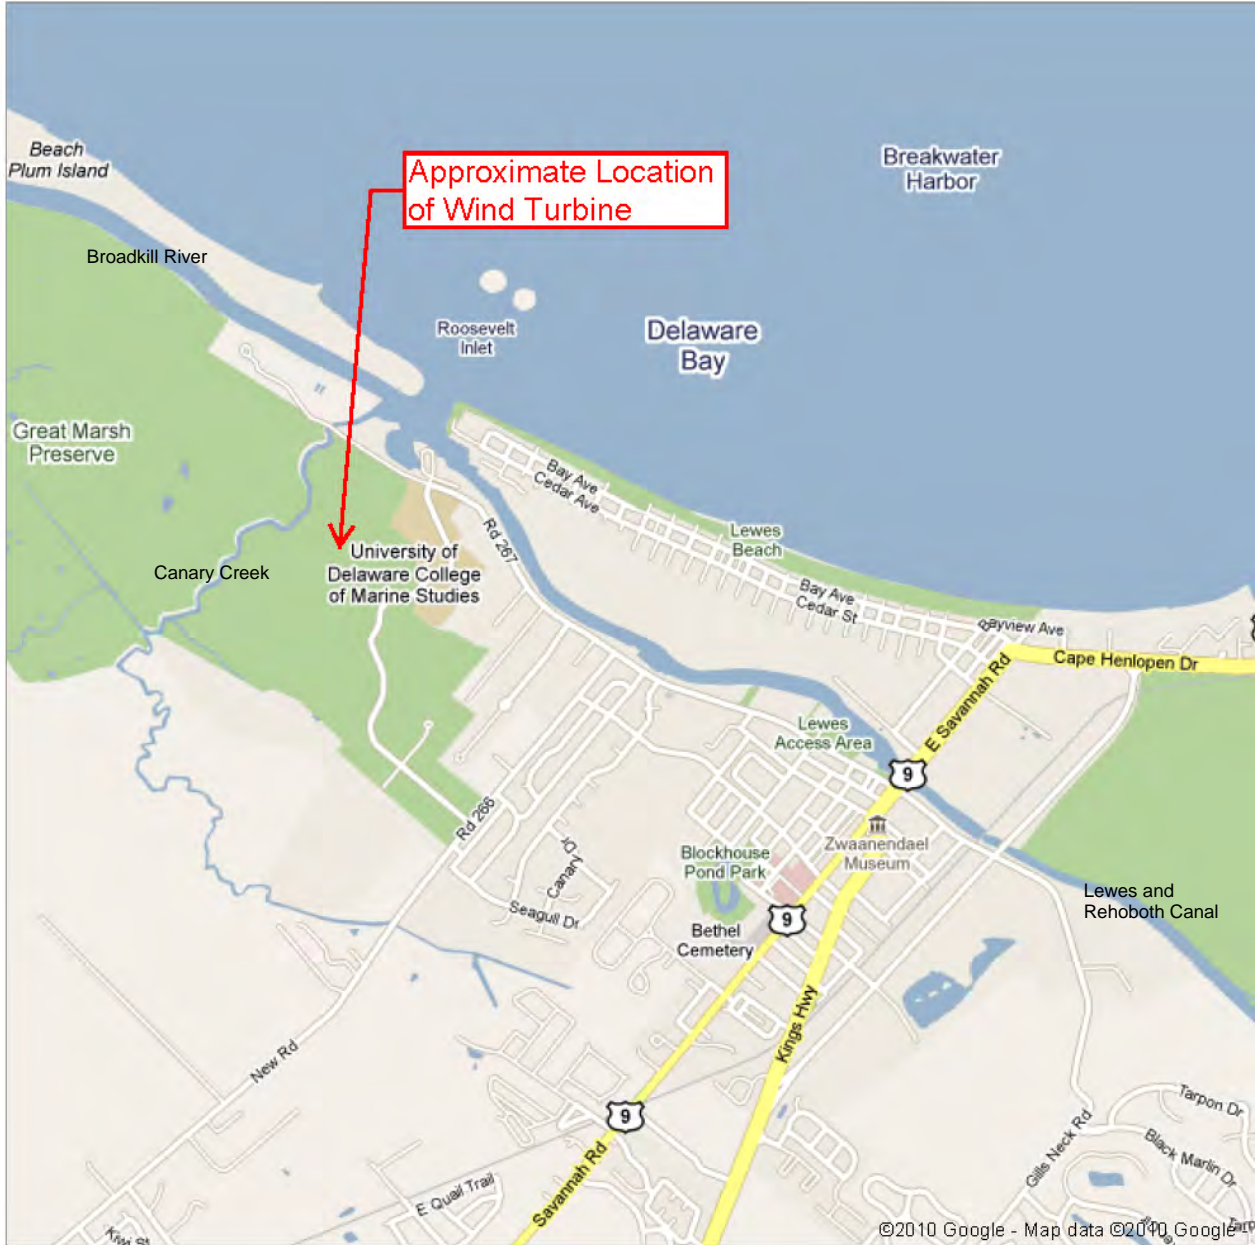 Beach
Plum Island
Approximate Location
of Wind Turbine
Breakwater
Harbor
Broadkill River
Roosevelt
Inlet
Delaware
Bay
Great Marsh
Preserve
Bay Ave
Cedar Ave
Rd 267
Lewes
Beach
University of
Delaware College
of Marine Studies
Canary Creek
Bay Ave
Cedar St
Bayview Ave
Cape Henlopen Dr
E Savannah Rd
Lewes
Access Area
9
Rd 266
Zwaanendael
Museum
Canary Dr
Blockhouse
Pond Park
Seagull Dr
9
Bethel
Cemetery
Lewes and
Rehoboth Canal
Kings Hwy
New Rd
9
Tarpon Dr
Gills Neck Rd
Black Marlin Dr
E Quail Trail
Savannah Rd
©2010 Google - Map data ©2010 Google -